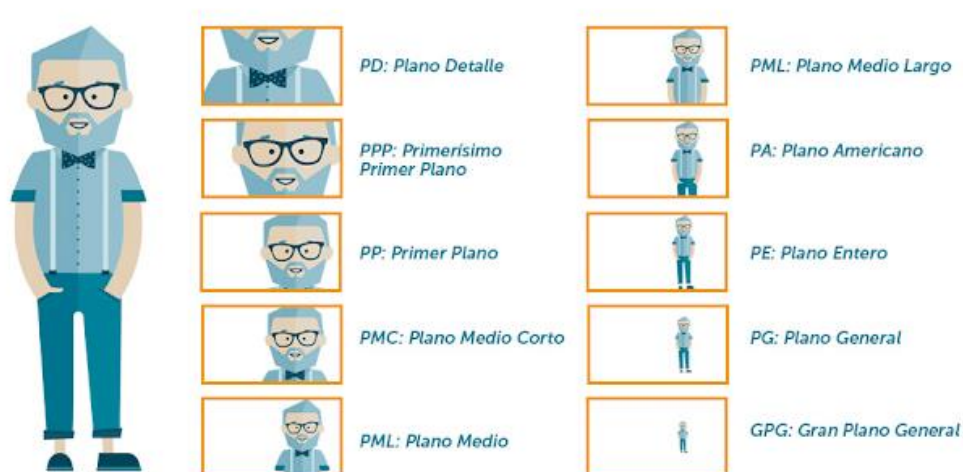 PD: Plano Detalle
PPP: Primerísimo
Primer Plano
PP: Primer Plano
PMC: Plano Medio Corto
PML: Plano Medio
PML: Plano Medio Largo
PA: Plano Americano
PE: Plano Entero
PG: Plano General
GPG: Gran Plano General